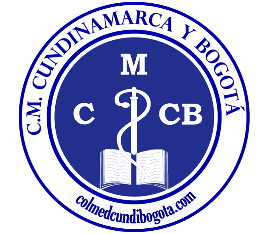 C.M. CUNDINAMARCA Y BOGOTÁ
M
C CB
colmedcundibogota.com